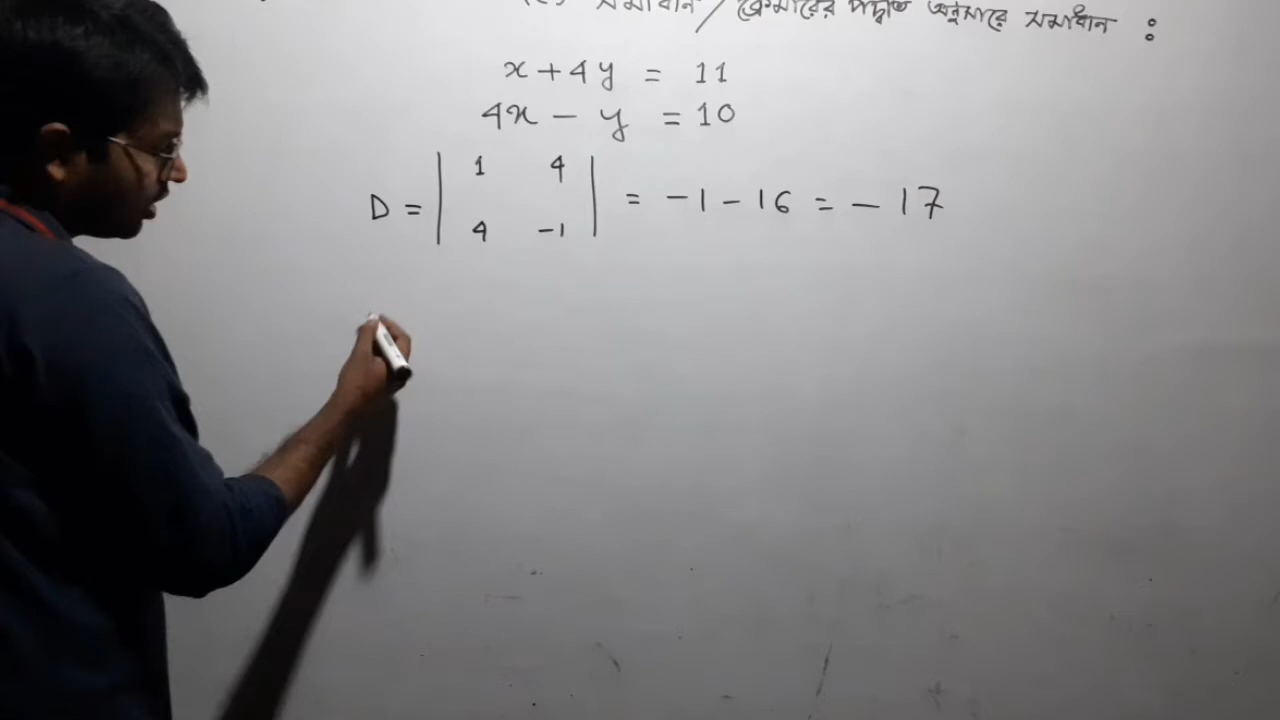 সমাধান / ক্রেমারের পদ্ধতি অনুসারে সমাধান :
x + 4y = 11
4x - y = 10
D = | 1 4 | = -1 - 16 = - 17
4 -1